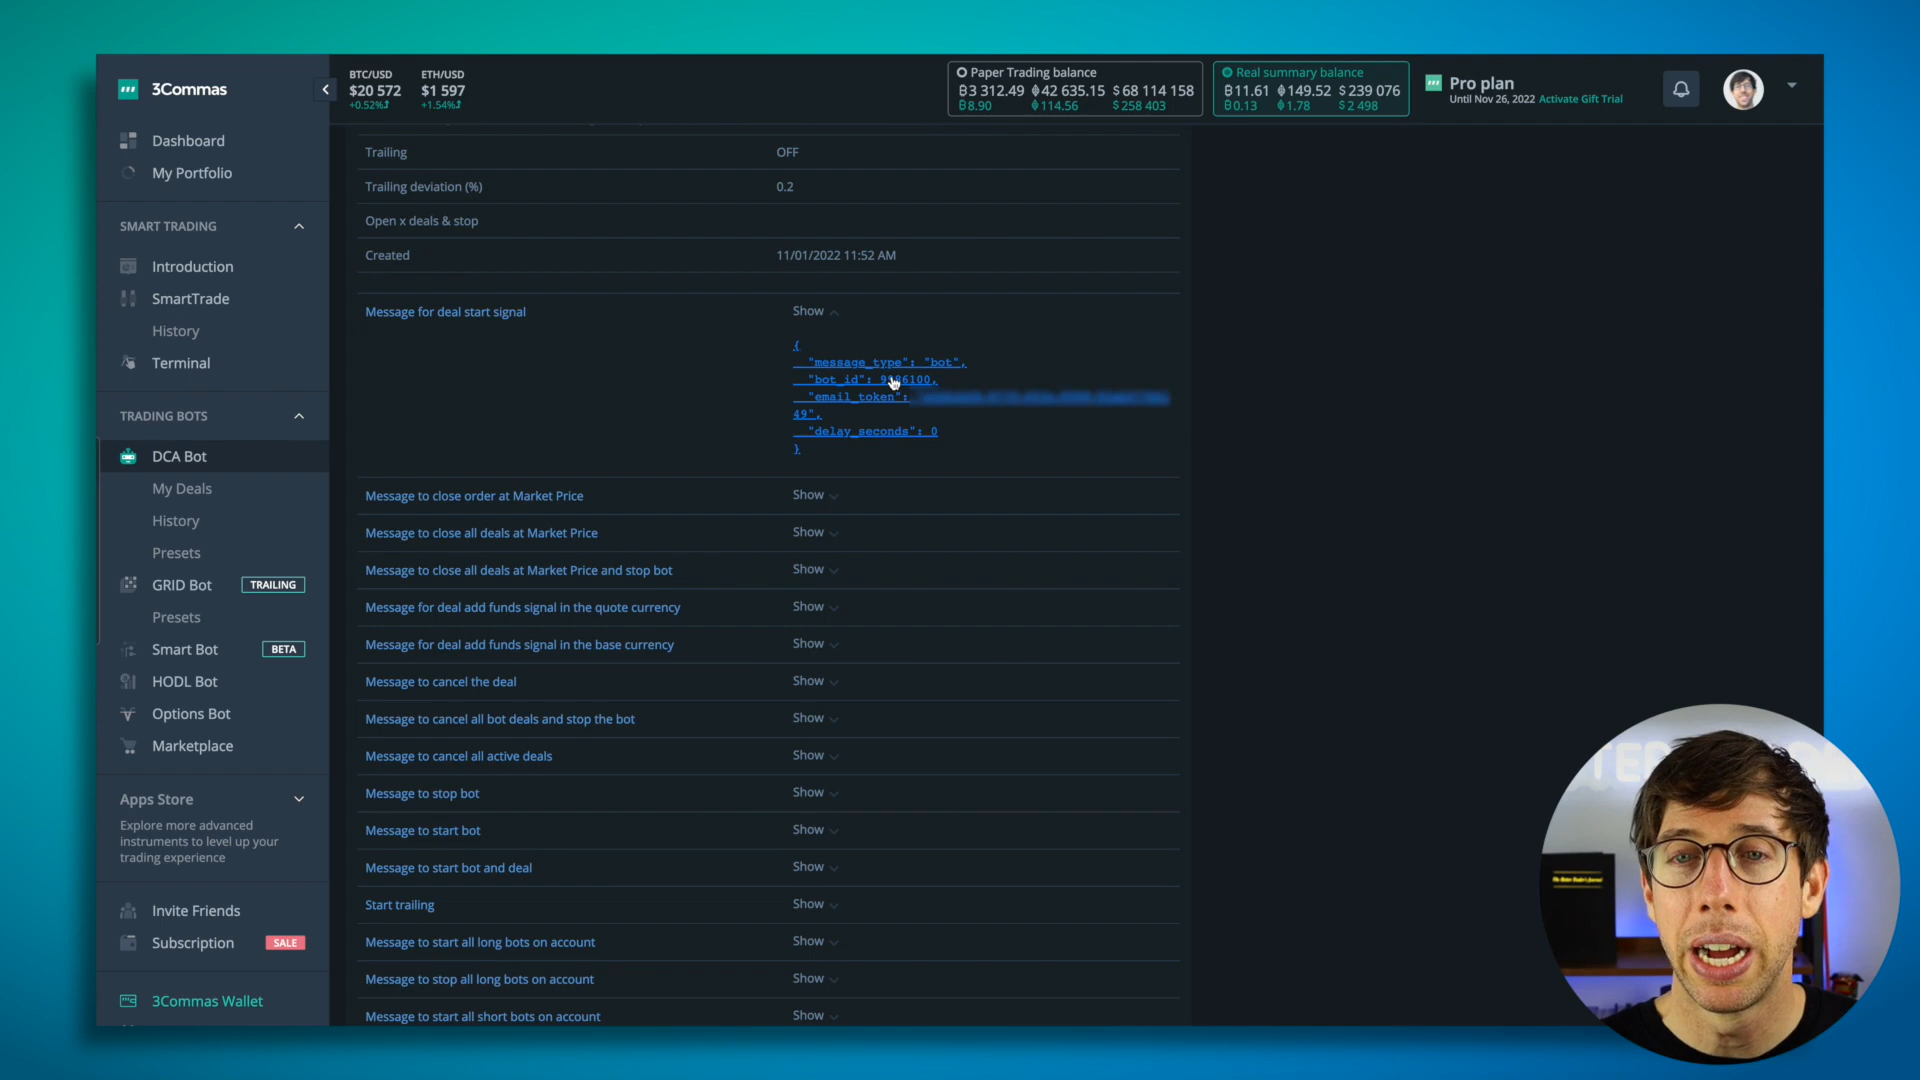 3Commas
BTC/USD
$20 572
+0.52%
ETH/USD
$1 597
+1.54%
Paper Trading balance
₿3 312.49 42 635.15 $ 68 114 158
₿8.90 114.56 $ 258 403
Real summary balance
₿11.61 149.52 $ 239 076
₿0.13 1.78 $ 2 498
Pro plan
Until Nov 26, 2022 Activate Gift Trial
Dashboard
My Portfolio
SMART TRADING
Introduction
SmartTrade
History
Terminal
TRADING BOTS
DCA Bot
My Deals
History
Presets
GRID Bot TRAILING
Presets
Smart Bot BETA
HODL Bot
Options Bot
Marketplace
Apps Store
Explore more advanced
instruments to level up your
trading experience
Invite Friends
Subscription SALE
3Commas Wallet
Trailing OFF
Trailing deviation (%) 0.2
Open x deals & stop
Created 11/01/2022 11:52 AM
Message for deal start signal Show
{
"message_type": "bot",
"bot_id": 
"email_token":
49",
"delay_seconds": 0
}
Message to close order at Market Price Show
Message to close all deals at Market Price Show
Message to close all deals at Market Price and stop bot Show
Message for deal add funds signal in the quote currency Show
Message for deal add funds signal in the base currency Show
Message to cancel the deal Show
Message to cancel all bot deals and stop the bot Show
Message to cancel all active deals Show
Message to stop bot Show
Message to start bot Show
Message to start bot and deal Show
Start trailing Show
Message to start all long bots on account Show
Message to stop all long bots on account Show
Message to start all short bots on account Show